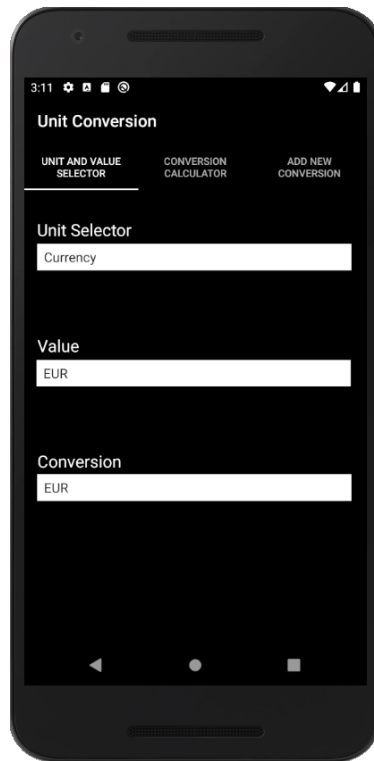 3:11
Unit Conversion
UNIT AND VALUE
SELECTOR
CONVERSION
CALCULATOR
ADD NEW
CONVERSION
Unit Selector
Currency
Value
EUR
Conversion
EUR